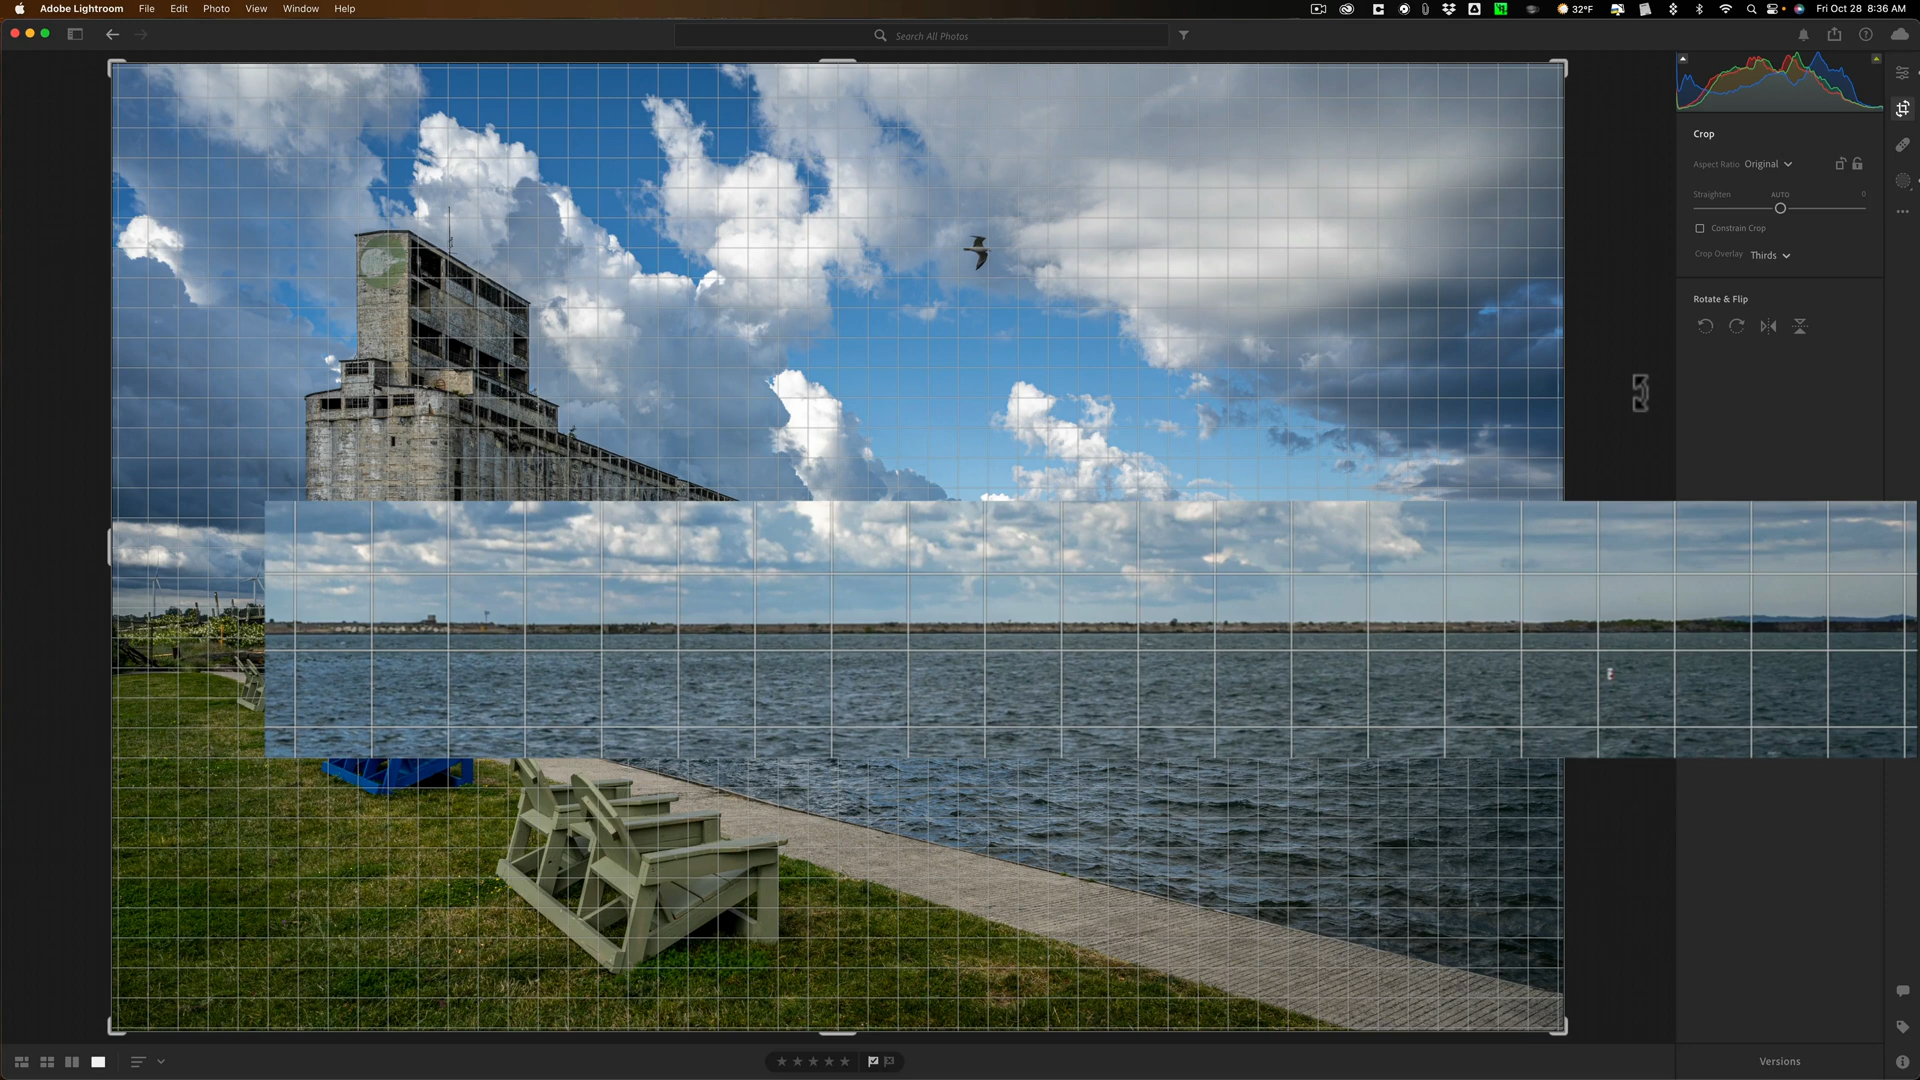 Adobe Lightroom File Edit Photo View Window Help 32°F Fri Oct 28 8:36 AM
Search All Photos
Crop
Aspect Ratio Original
Straighten AUTO 0
Constrain Crop
Crop Overlay Thirds
Rotate & Flip
Versions